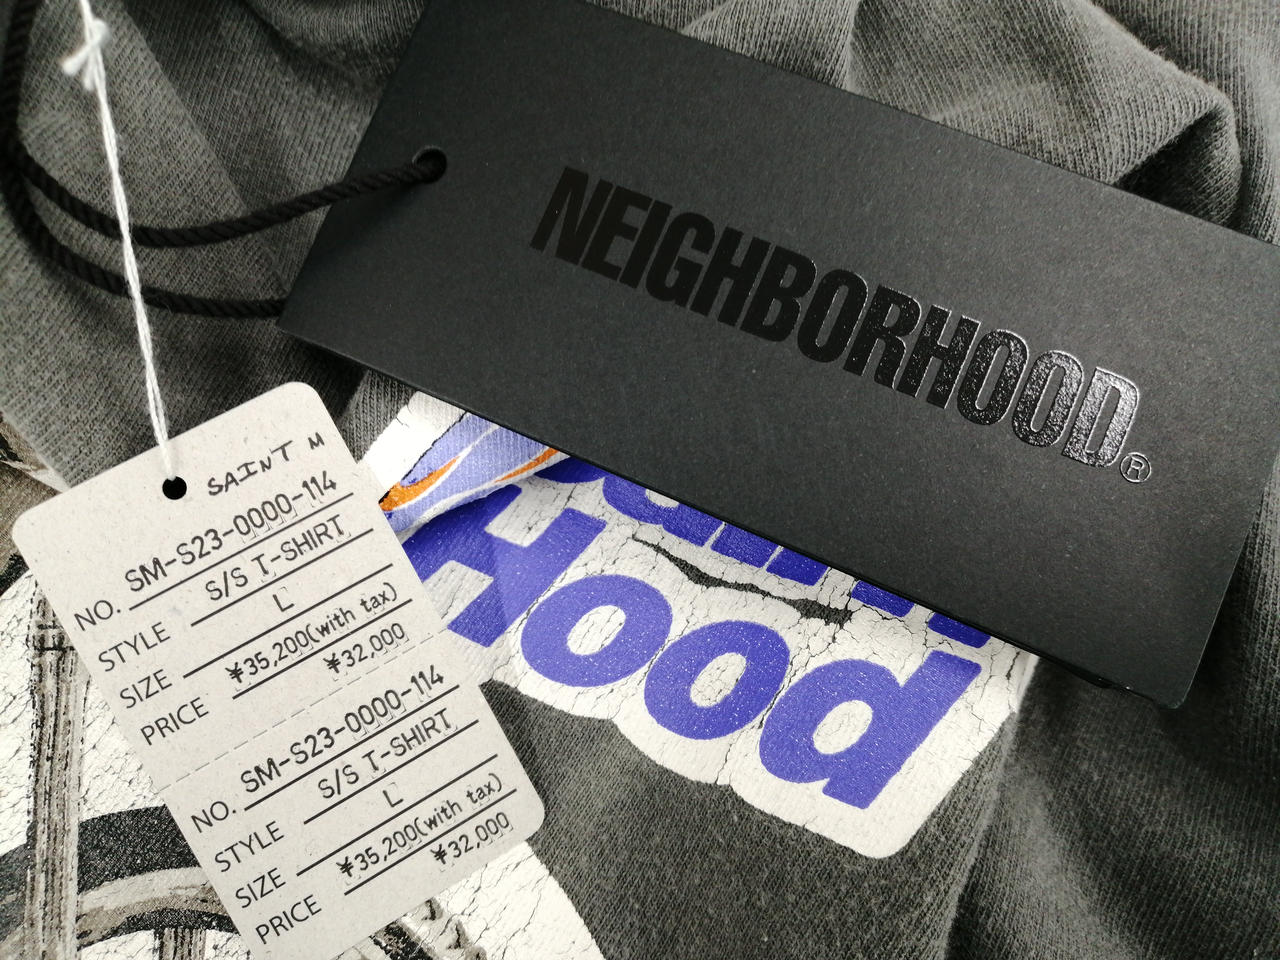 NEIGHBORHOOD®
SAINT M
NO. SM-S23-0000-114
STYLE S/S T-SHIRT
SIZE L
PRICE ¥35,200(with tax)
¥32,000
NO. SM-S23-0000-114
STYLE S/S T-SHIRT
SIZE L
PRICE ¥35,200(with tax)
¥32,000
Hood